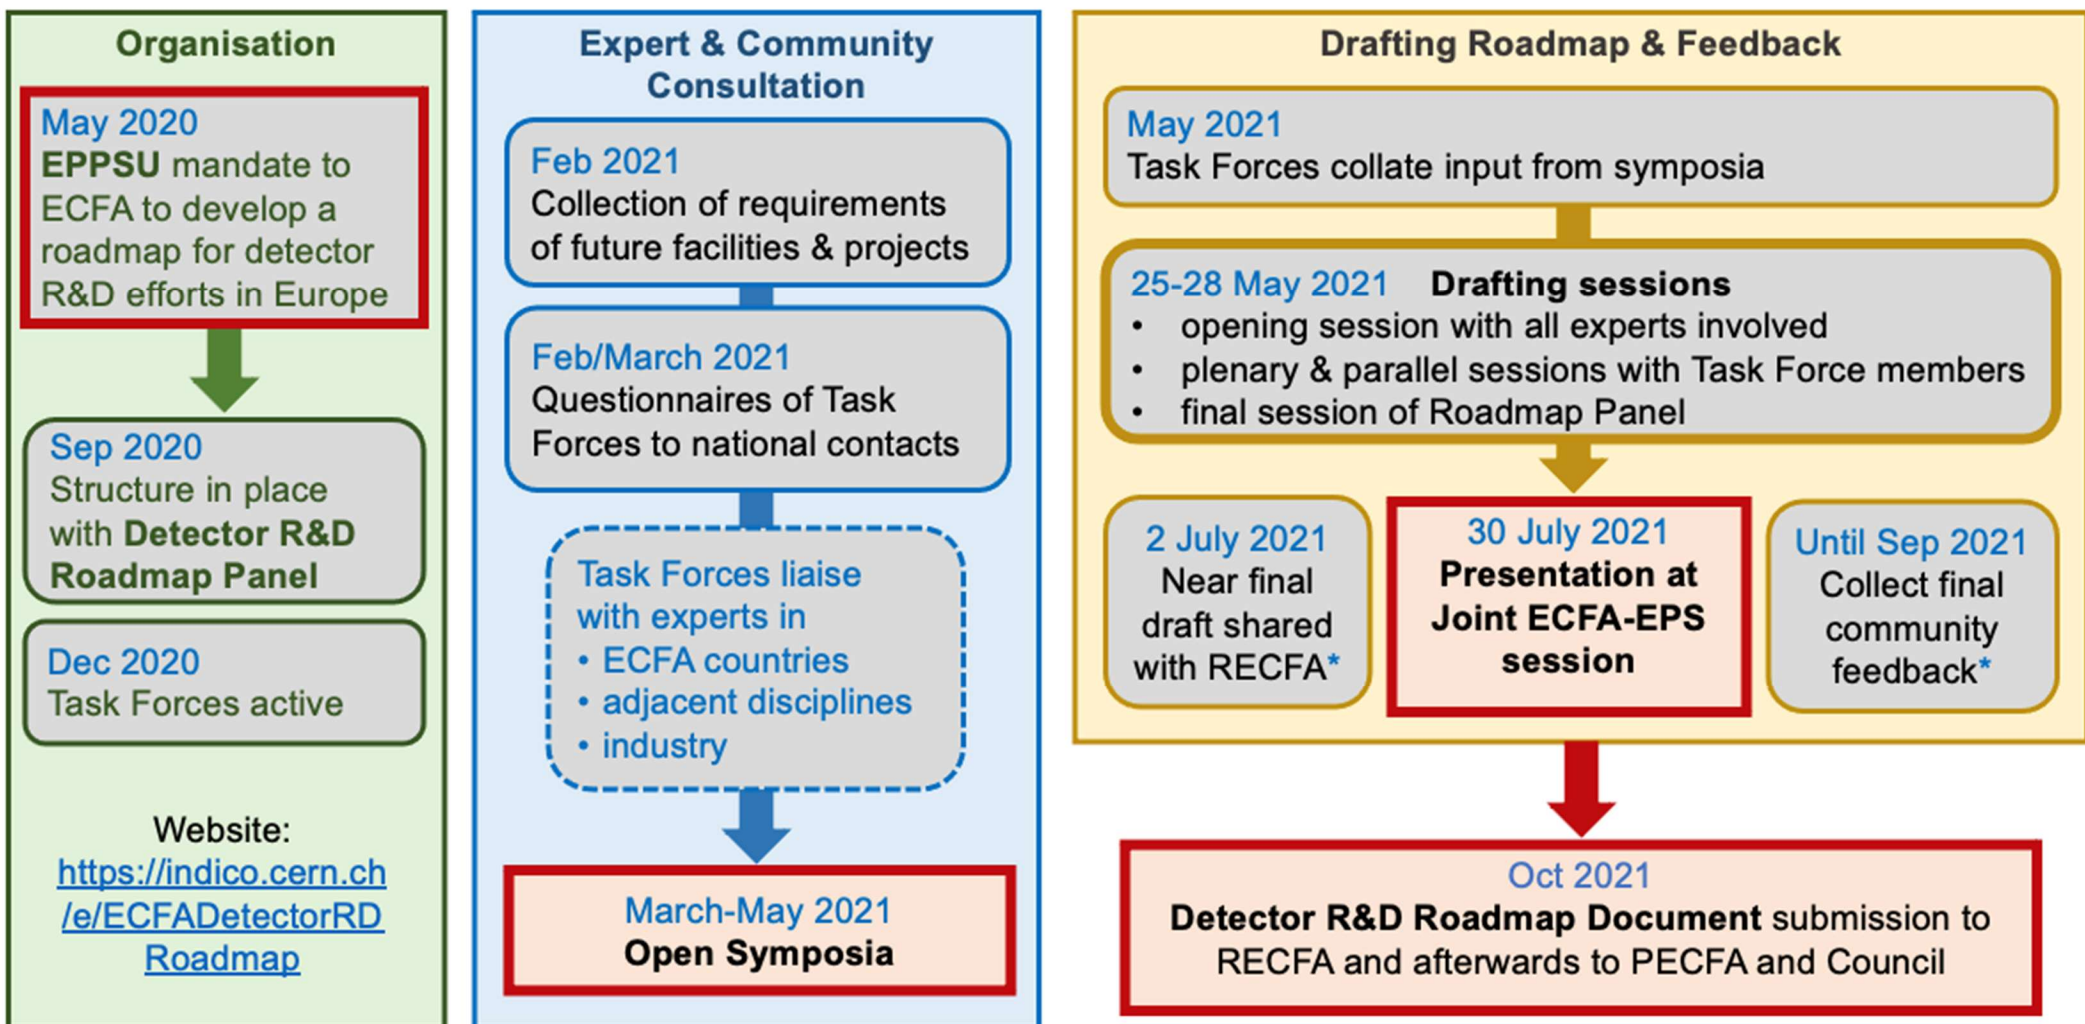 Organisation
May 2020
EPPSU mandate to
ECFA to develop a
roadmap for detector
R&D efforts in Europe
Sep 2020
Structure in place
with Detector R&D
Roadmap Panel
Dec 2020
Task Forces active
Website:
https://indico.cern.ch
/e/ECFADetectorRD
Roadmap
Expert & Community
Consultation
Feb 2021
Collection of requirements
of future facilities & projects
Feb/March 2021
Questionnaires of Task
Forces to national contacts
Task Forces liaise
with experts in
• ECFA countries
• adjacent disciplines
• industry
March-May 2021
Open Symposia
Drafting Roadmap & Feedback
May 2021
Task Forces collate input from symposia
25-28 May 2021 Drafting sessions
• opening session with all experts involved
• plenary & parallel sessions with Task Force members
• final session of Roadmap Panel
2 July 2021
Near final
draft shared
with RECFA*
30 July 2021
Presentation at
Joint ECFA-EPS
session
Until Sep 2021
Collect final
community
feedback*
Oct 2021
Detector R&D Roadmap Document submission to
RECFA and afterwards to PECFA and Council